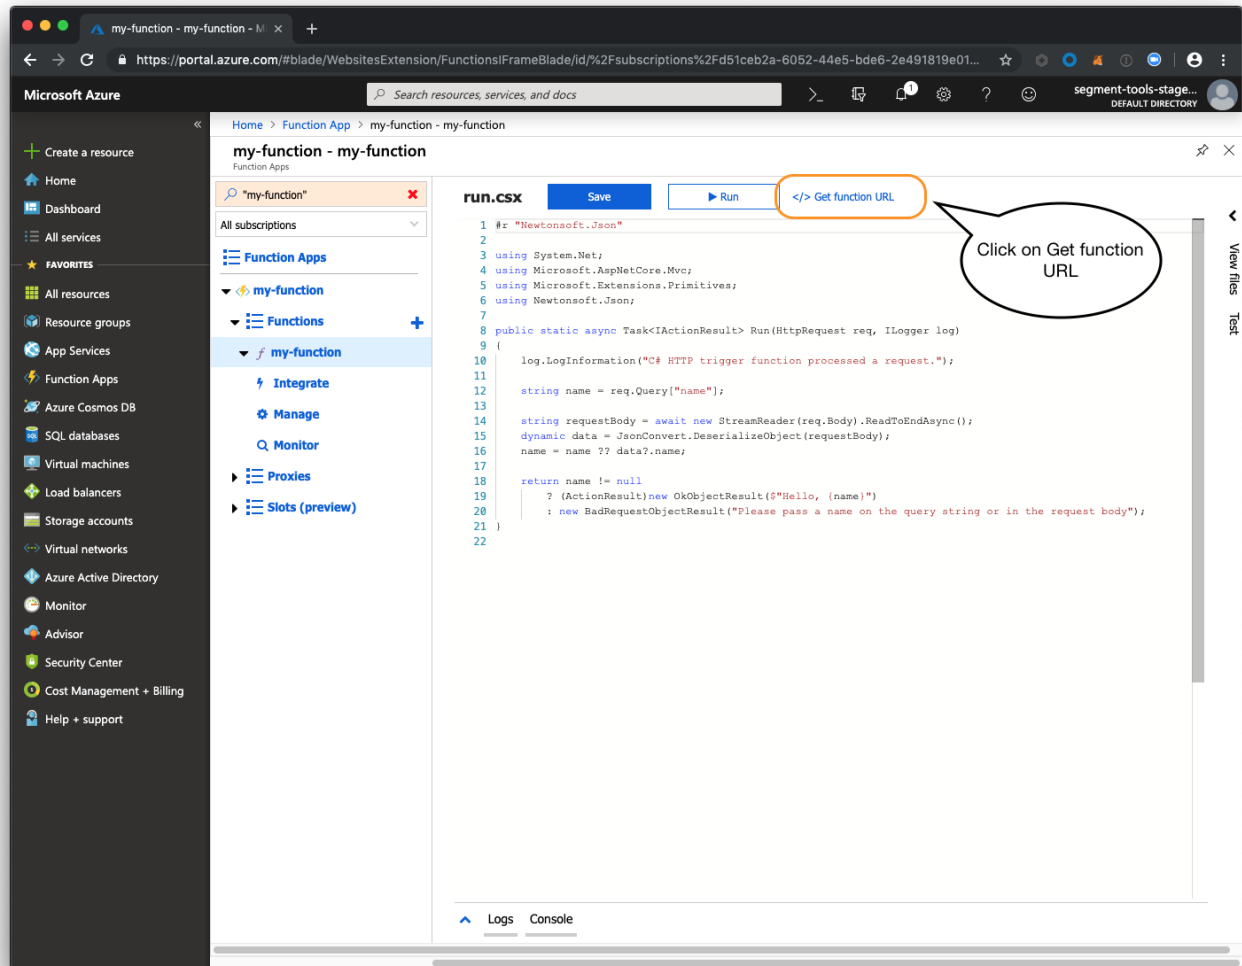 my-function - my-function - M
https://portal.azure.com/#blade/WebsitesExtension/FunctionsIFrameBlade/id/%2Fsubscriptions%2Fd51ceb2a-6052-44e5-bde6-2e491819e01...
Microsoft Azure
Search resources, services, and docs
1
segment-tools-stage...
DEFAULT DIRECTORY
Create a resource
Home
Dashboard
All services
FAVORITES
All resources
Resource groups
App Services
Function Apps
Azure Cosmos DB
SQL databases
Virtual machines
Load balancers
Storage accounts
Virtual networks
Azure Active Directory
Monitor
Advisor
Security Center
Cost Management + Billing
Help + support
Home > Function App > my-function - my-function
my-function - my-function
Function Apps
"my-function"
All subscriptions
Function Apps
my-function
Functions
f my-function
Integrate
Manage
Monitor
Proxies
Slots (preview)
run.csx
Save
Run
</> Get function URL
Click on Get function
URL
View files
Test
1 #r "Newtonsoft.Json"
2
3 using System.Net;
4 using Microsoft.AspNetCore.Mvc;
5 using Microsoft.Extensions.Primitives;
6 using Newtonsoft.Json;
7
8 public static async Task<IActionResult> Run(HttpRequest req, ILogger log)
9 {
10 log.LogInformation("C# HTTP trigger function processed a request.");
11
12 string name = req.Query["name"];
13
14 string requestBody = await new StreamReader(req.Body).ReadToEndAsync();
15 dynamic data = JsonConvert.DeserializeObject(requestBody);
16 name = name ?? data?.name;
17
18 return name != null
19 ? (ActionResult)new OkObjectResult($"Hello, {name}")
20 : new BadRequestObjectResult("Please pass a name on the query string or in the request body");
21 }
22
Logs
Console